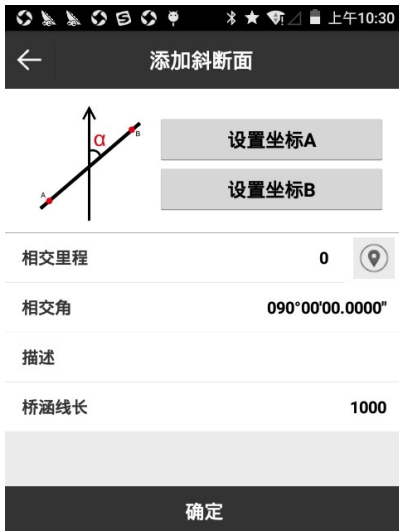 上午10:30
添加斜断面
α
B
A
设置坐标A
设置坐标B
相交里程 0
相交角 090°00'00.0000"
描述
桥涵线长 1000
确定